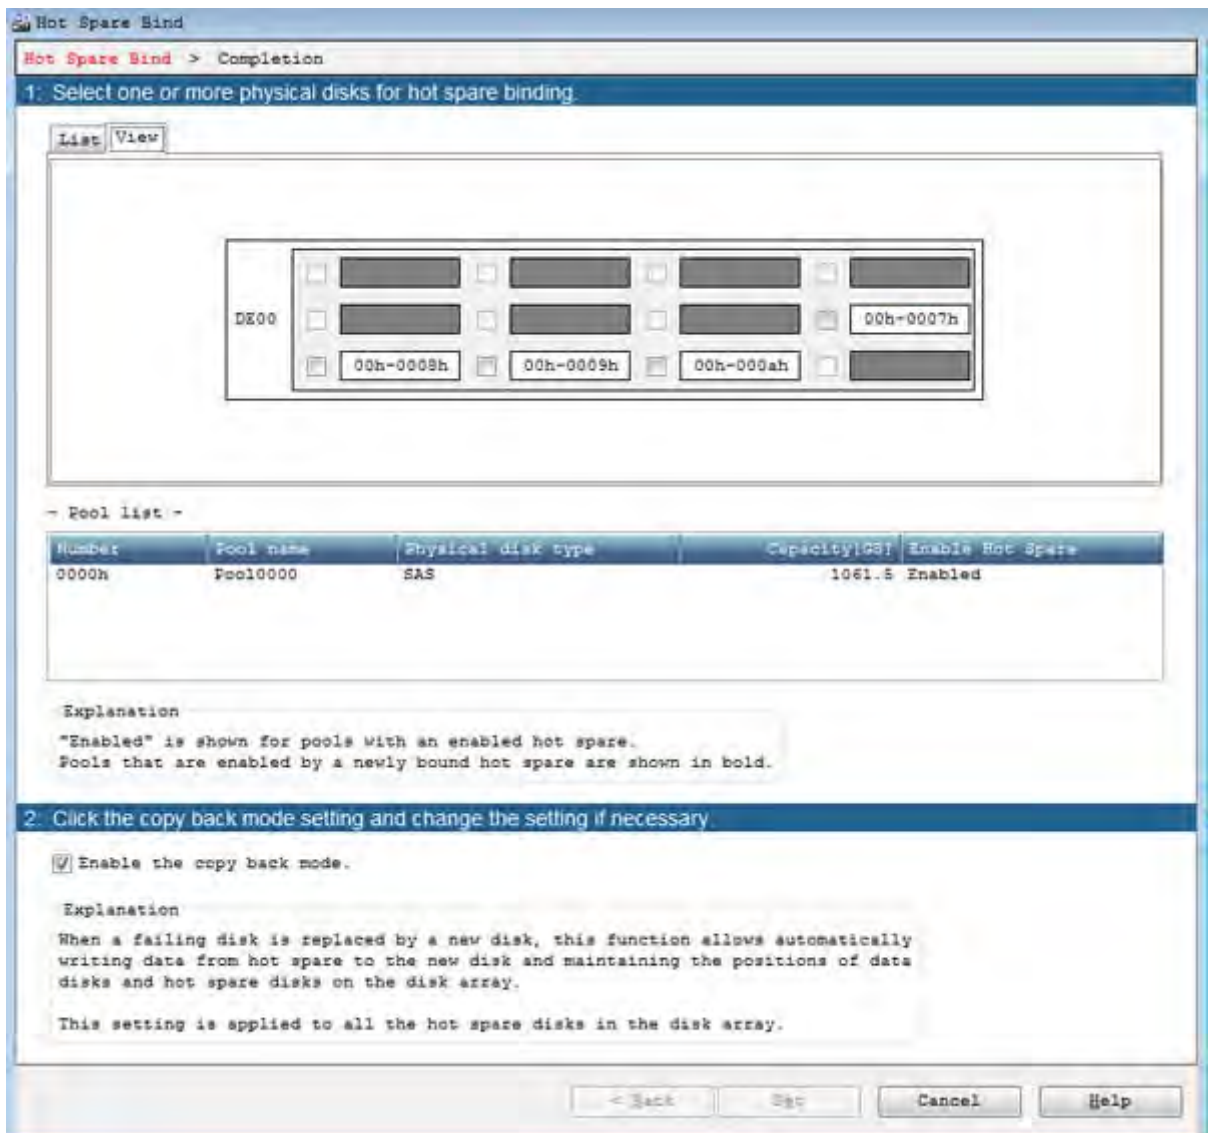 Hot Spare Bind
Hot Spare Bind > Completion
1: Select one or more physical disks for hot spare binding.
List View
DE00
00h-0007h
00h-0008h 00h-0009h 00h-000ah
- Pool list -
Number Pool name Physical disk type Capacity[GB] Enable Hot Spare
0000h Pool0000 SAS 1061.5 Enabled
Explanation
"Enabled" is shown for pools with an enabled hot spare.
Pools that are enabled by a newly bound hot spare are shown in bold.
2: Click the copy back mode setting and change the setting if necessary.
Enable the copy back mode.
Explanation
When a failing disk is replaced by a new disk, this function allows automatically
writing data from hot spare to the new disk and maintaining the positions of data
disks and hot spare disks on the disk array.
This setting is applied to all the hot spare disks in the disk array.
< Back Set Cancel Help